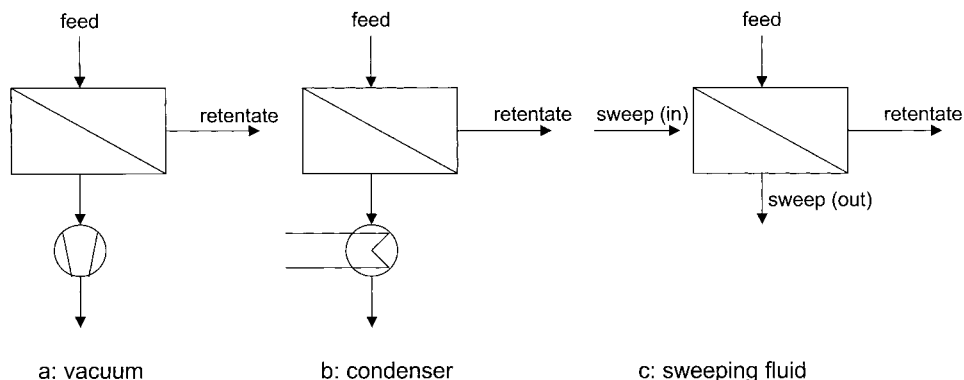 feed
feed
feed
retentate
retentate
sweep (in)
retentate
sweep (out)
a: vacuum
b: condenser
c: sweeping fluid